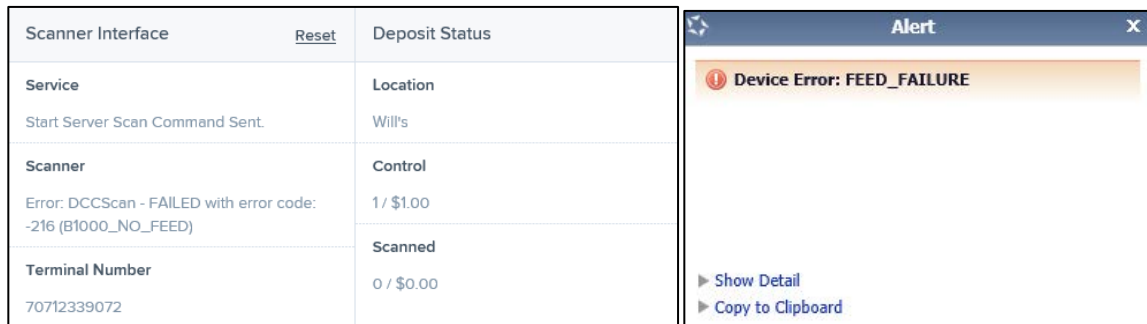 Scanner Interface
Reset
Service
Start Server Scan Command Sent.
Scanner
Error: DCCScan - FAILED with error code:
-216 (B1000_NO_FEED)
Terminal Number
70712339072
Deposit Status
Location
Will's
Control
1 / $1.00
Scanned
0 / $0.00
Alert
X
Device Error: FEED_FAILURE
Show Detail
Copy to Clipboard